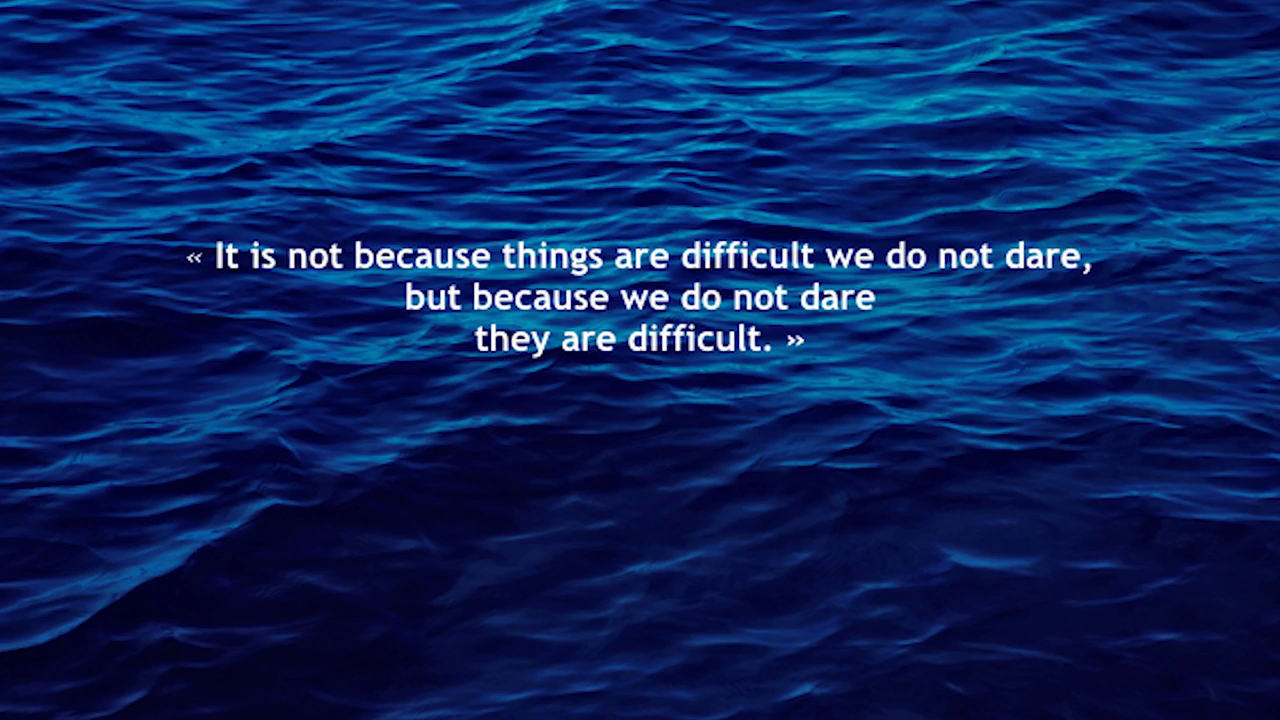 « It is not because things are difficult we do not dare,
but because we do not dare
they are difficult. »